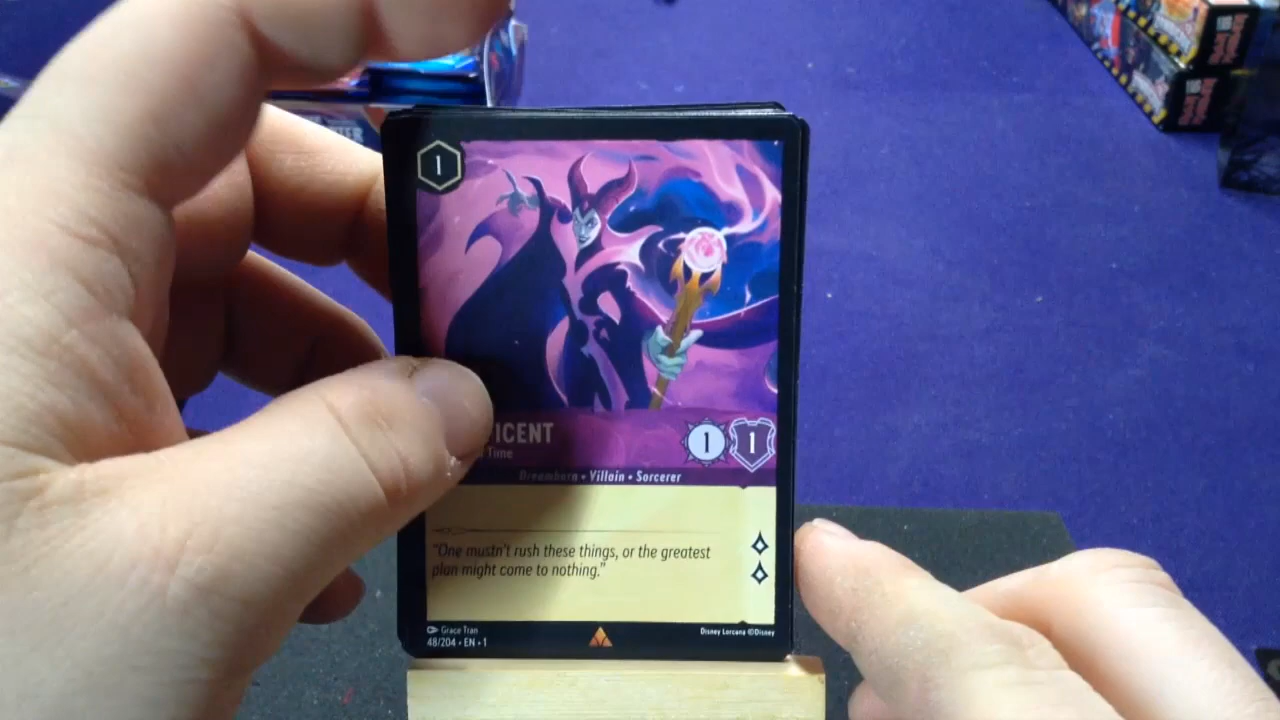 1
ICENT
Time
1 1
Dreamborn • Villain • Sorcerer
"One mustn't rush these things, or the greatest
plan might come to nothing."
Grace Tran
Disney Lorcana ©Disney
48/204 • EN • 1